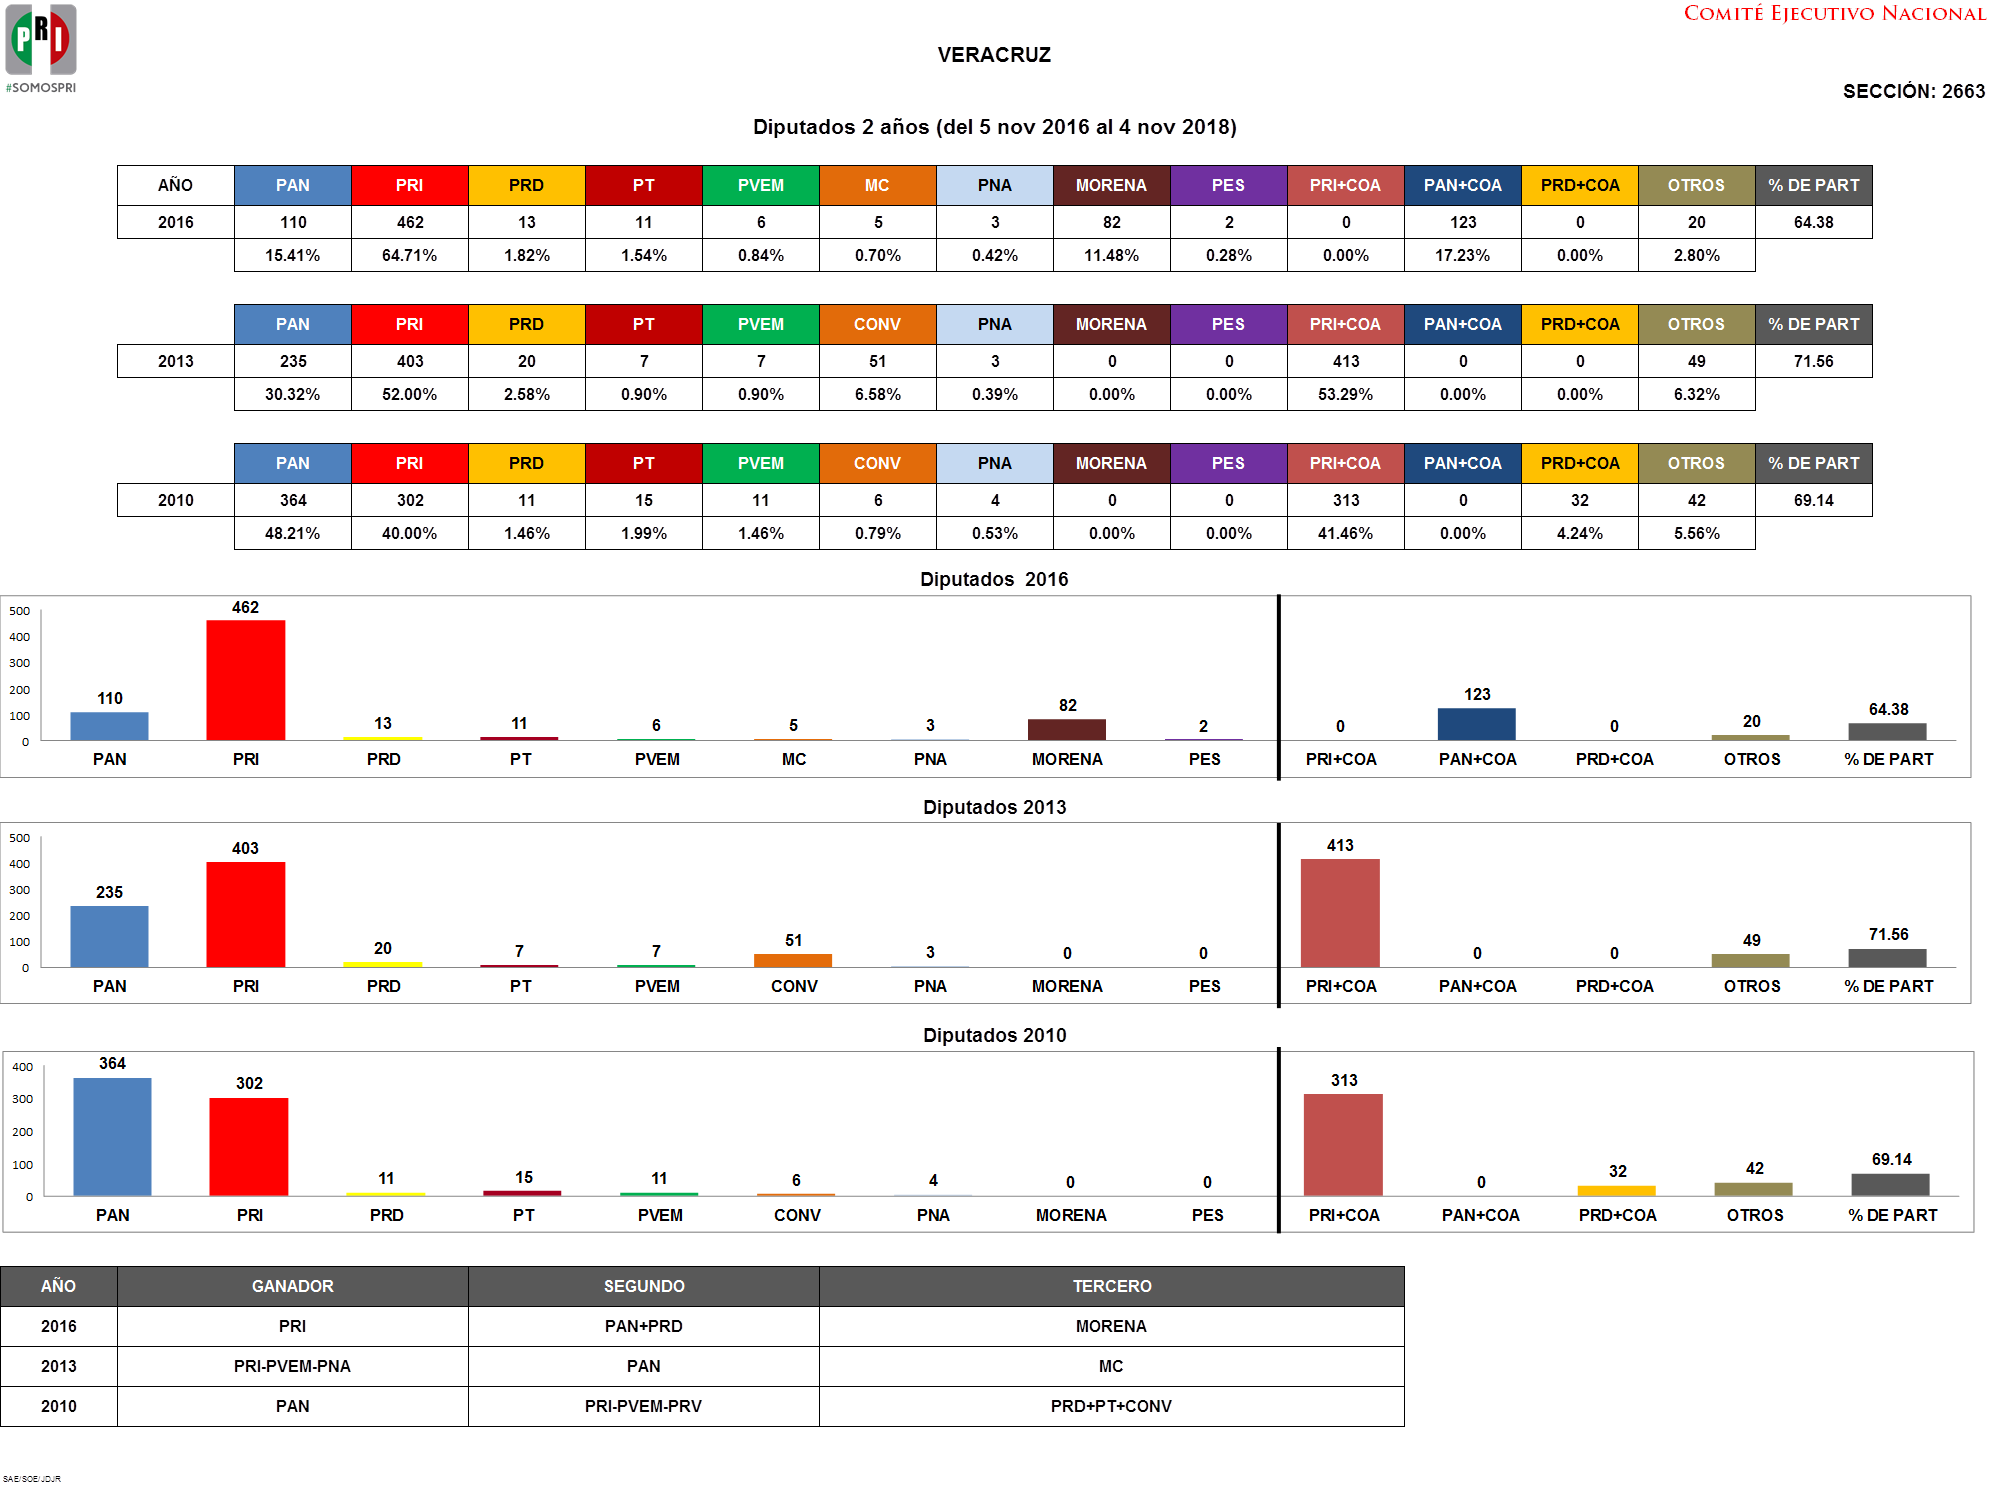 PRI
#SOMOSPRI
COMITÉ EJECUTIVO NACIONAL
VERACRUZ
SECCIÓN: 2663
Diputados 2 años (del 5 nov 2016 al 4 nov 2018)
AÑO PAN PRI PRD PT PVEM MC PNA MORENA PES PRI+COA PAN+COA PRD+COA OTROS % DE PART
2016 110 462 13 11 6 5 3 82 2 0 123 0 20 64.38
15.41% 64.71% 1.82% 1.54% 0.84% 0.70% 0.42% 11.48% 0.28% 0.00% 17.23% 0.00% 2.80%
PAN PRI PRD PT PVEM CONV PNA MORENA PES PRI+COA PAN+COA PRD+COA OTROS % DE PART
2013 235 403 20 7 7 51 3 0 0 413 0 0 49 71.56
30.32% 52.00% 2.58% 0.90% 0.90% 6.58% 0.39% 0.00% 0.00% 53.29% 0.00% 0.00% 6.32%
PAN PRI PRD PT PVEM CONV PNA MORENA PES PRI+COA PAN+COA PRD+COA OTROS % DE PART
2010 364 302 11 15 11 6 4 0 0 313 0 32 42 69.14
48.21% 40.00% 1.46% 1.99% 1.46% 0.79% 0.53% 0.00% 0.00% 41.46% 0.00% 4.24% 5.56%
Diputados 2016
500
400
300
200
100
0
110 462 13 11 6 5 3 82 2 0 123 0 20 64.38
PAN PRI PRD PT PVEM MC PNA MORENA PES PRI+COA PAN+COA PRD+COA OTROS % DE PART
Diputados 2013
500
400
300
200
100
0
235 403 20 7 7 51 3 0 0 413 0 0 49 71.56
PAN PRI PRD PT PVEM CONV PNA MORENA PES PRI+COA PAN+COA PRD+COA OTROS % DE PART
Diputados 2010
400
300
200
100
0
364 302 11 15 11 6 4 0 0 313 0 32 42 69.14
PAN PRI PRD PT PVEM CONV PNA MORENA PES PRI+COA PAN+COA PRD+COA OTROS % DE PART
AÑO GANADOR SEGUNDO TERCERO
2016 PRI PAN+PRD MORENA
2013 PRI-PVEM-PNA PAN MC
2010 PAN PRI-PVEM-PRV PRD+PT+CONV
SAE/SOE/JDJR